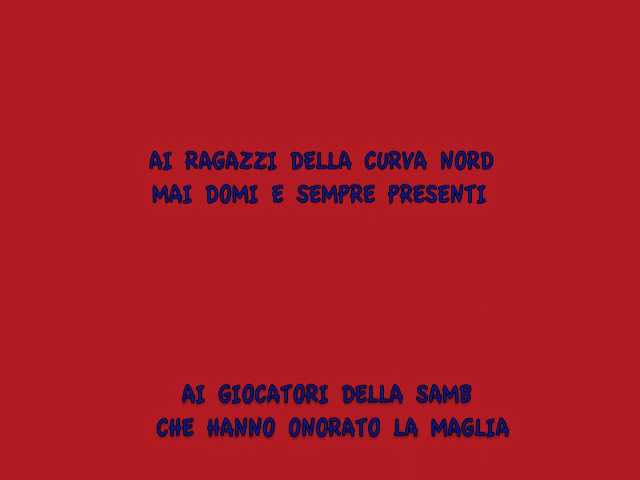 AI RAGAZZI DELLA CURVA NORD
MAI DOMI E SEMPRE PRESENTI
AI GIOCATORI DELLA SAMB
CHE HANNO ONORATO LA MAGLIA